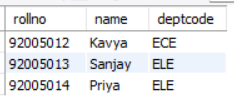 rollno name deptcode
92005012 Kavya ECE
92005013 Sanjay ELE
92005014 Priya ELE